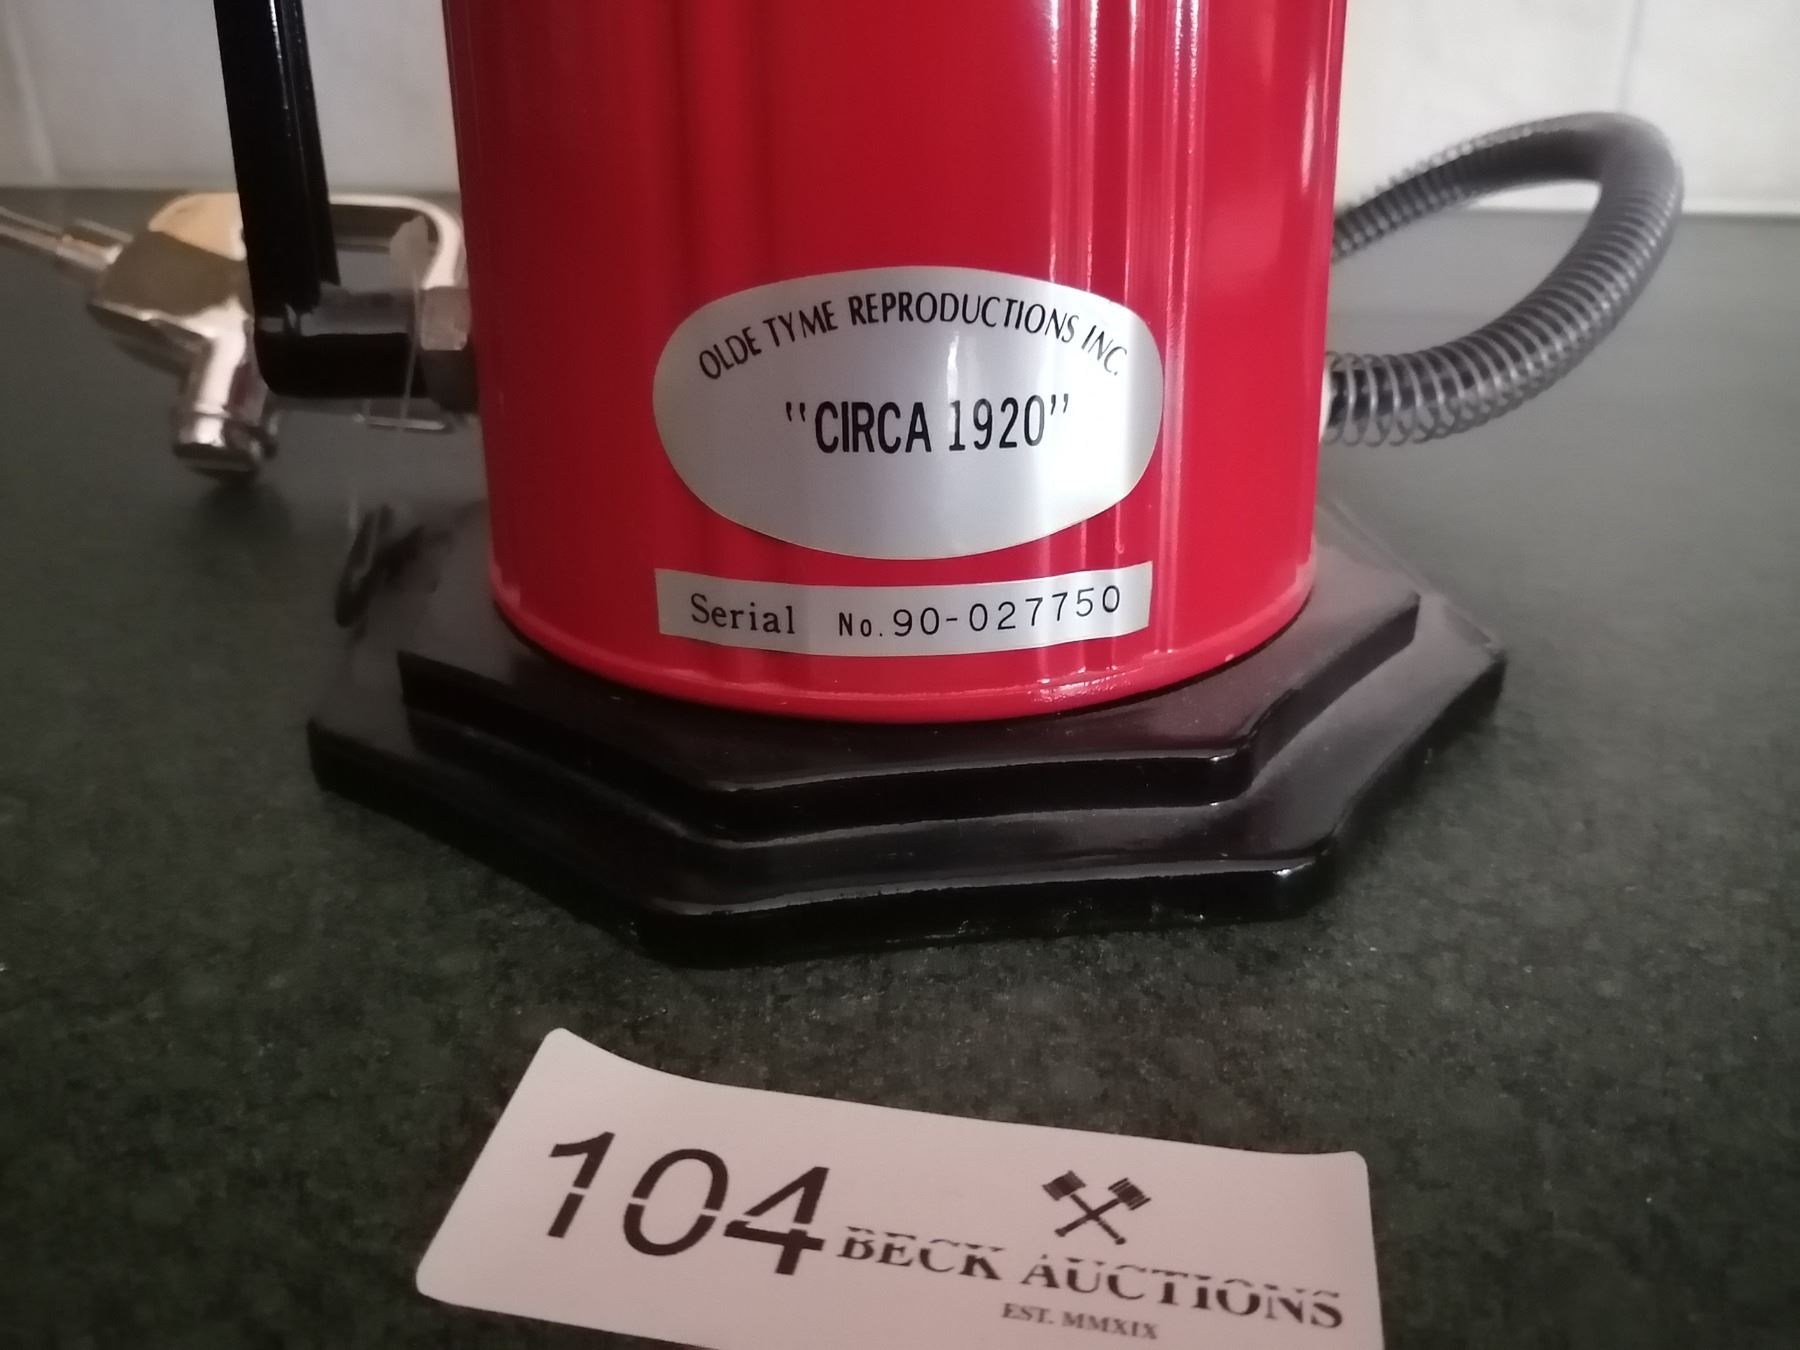 OLDE TYME REPRODUCTIONS INC.
"CIRCA 1920"
Serial No. 90-027750
104
BECK AUCTIONS
EST. MMXIX